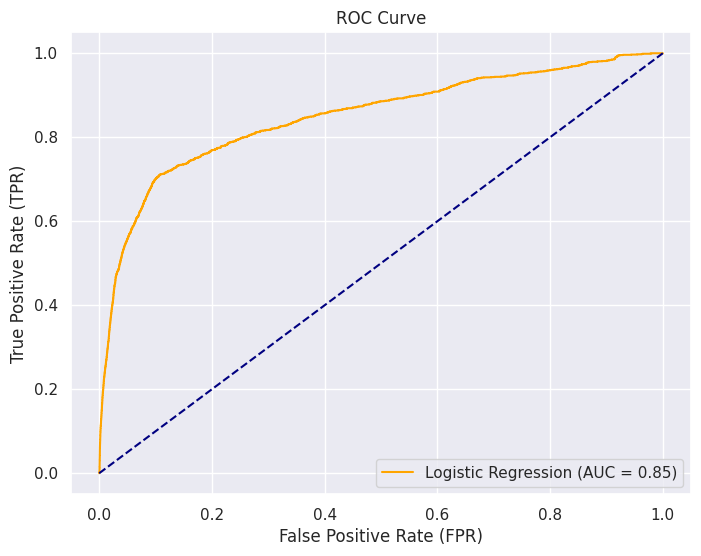 ROC Curve
1.0
0.8
0.6
0.4
0.2
0.0
True Positive Rate (TPR)
Logistic Regression (AUC = 0.85)
0.0 0.2 0.4 0.6 0.8 1.0
False Positive Rate (FPR)